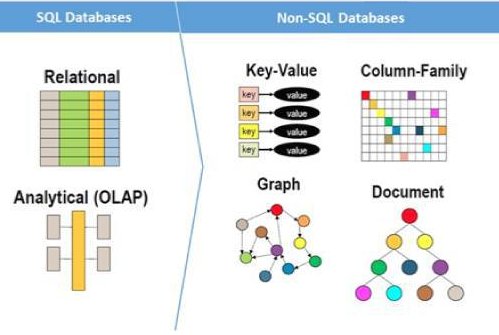 SQL Databases
Non-SQL Databases
Relational
Analytical (OLAP)
Key-Value
key value
key value
key value
key value
Column-Family
Graph
Document